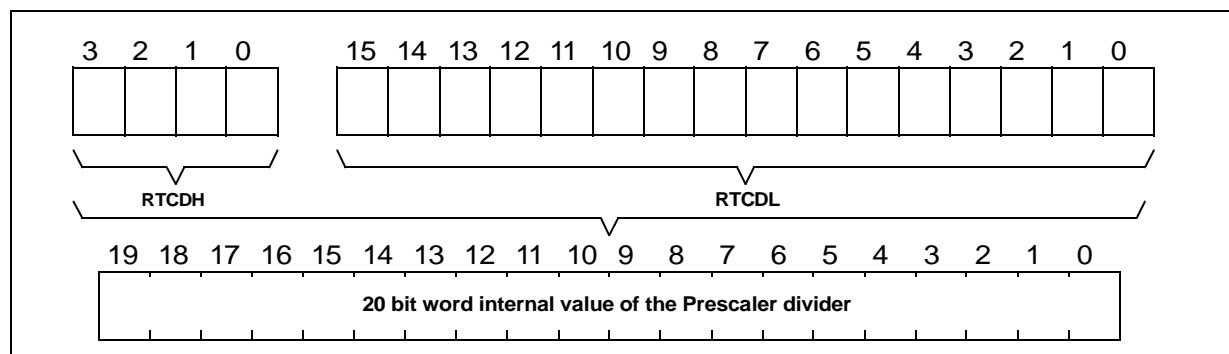 3 2 1 0 15 14 13 12 11 10 9 8 7 6 5 4 3 2 1 0
RTCDH RTCDL
19 18 17 16 15 14 13 12 11 10 9 8 7 6 5 4 3 2 1 0
20 bit word internal value of the Prescaler divider